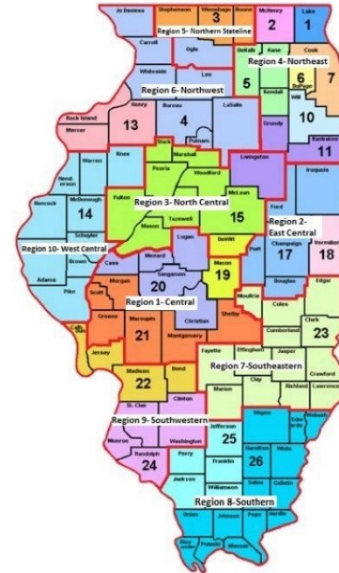 Jo Daviess
Stephenson
Winnebago
Boone
McHenry
Lake
3
2
1
Region 5- Northern Stateline
Carroll
Ogle
DeKalb
Kane
Cook
Region 4- Northeast
5
6
7
DuPage
Whiteside
Lee
Region 6- Northwest
Kendall
Will
10
Rock Island
Henry
Bureau
LaSalle
Grundy
13
4
Mercer
Putnam
Kankakee
11
Knox
Stark
Marshall
Livingston
Warren
Hender-
erson
Peoria
Woodford
Iroquois
Region 3- North Central
McLean
Ford
Hancock
McDonough
14
Fulton
Tazewell
15
Region 2-
East Central
Mason
Schuyler
Logan
DeWitt
Piatt
Champaign
17
Vermilion
18
Region 10- West Central
Adams
Brown
Cass
Menard
Macon
19
Sangamon
20
Douglas
Edgar
Pike
Scott
Morgan
Region 1- Central
Christian
Moultrie
Coles
Shelby
Clark
23
Greene
Macoupin
21
Montgomery
Cumberland
Jersey
Fayette
Effingham
Jasper
Crawford
Region 7-Southeastern
Madison
22
Bond
Clay
Richland
Lawrence
Marion
St. Clair
Clinton
Region 9- Southwestern
Wayne
Wabash
Monroe
Washington
Jefferson
25
Randolph
24
Perry
Hamilton
26
White
Franklin
Jackson
Williamson
Saline
Gallatin
Region 8-Southern
Union
Johnson
Pope
Hardin
Pulaski
Massac